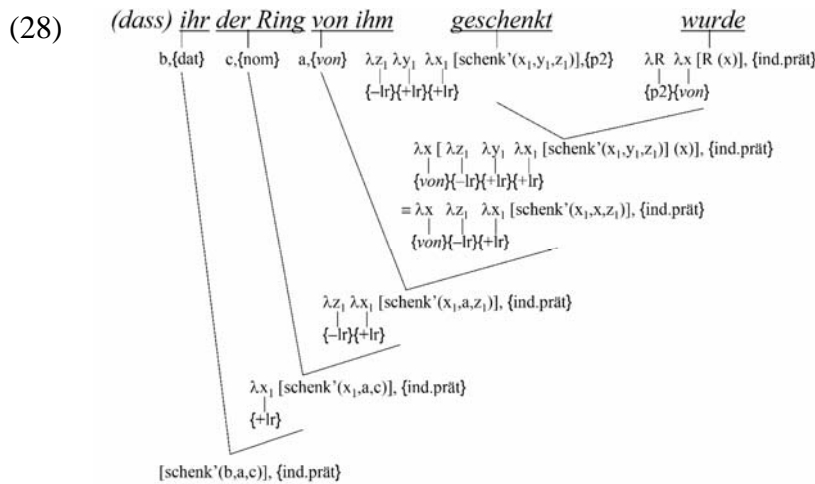 (28)
(dass) ihr der Ring von ihm geschenkt wurde
b,{dat} c,{nom} a,{von} λz₁ λy₁ λx₁ [schenk’(x₁,y₁,z₁)],{p2} λR λx [R (x)], {ind.prät}
{–lr}{+lr}{+lr} {p2}{von}
λx [ λz₁ λy₁ λx₁ [schenk’(x₁,y₁,z₁)] (x)], {ind.prät}
{von}{–lr}{+lr}{+lr}
≡ λx λz₁ λx₁ [schenk’(x₁,x,z₁)], {ind.prät}
{von}{–lr}{+lr}
λz₁ λx₁ [schenk’(x₁,a,z₁)], {ind.prät}
{–lr}{+lr}
λx₁ [schenk’(x₁,a,c)], {ind.prät}
{+lr}
[schenk’(b,a,c)], {ind.prät}